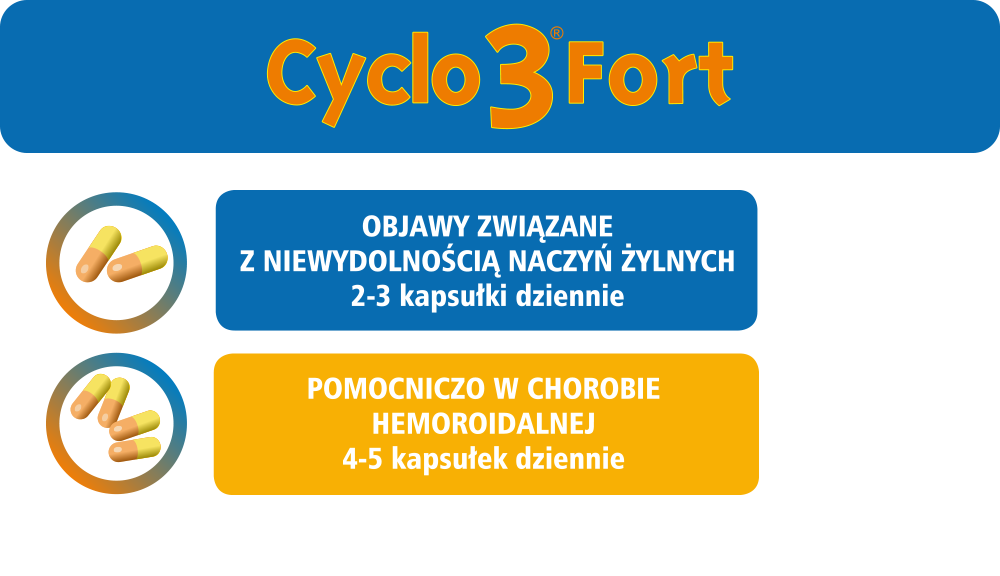 Cyclo 3® Fort
OBJAWY ZWIĄZANE
Z NIEWYDOLNOŚCIĄ NACZYŃ ŻYLNYCH
2-3 kapsułki dziennie
POMOCNICZO W CHOROBIE
HEMOROIDALNEJ
4-5 kapsułek dziennie